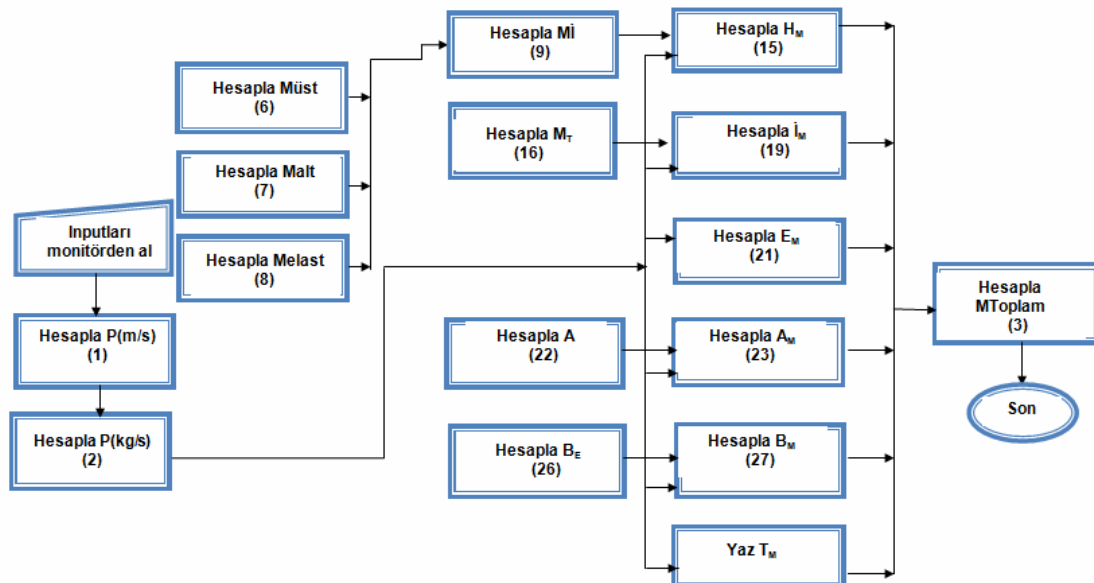 Inputları
monitörden al
Hesapla P(m/s)
(1)
Hesapla P(kg/s)
(2)
Hesapla Müst
(6)
Hesapla Malt
(7)
Hesapla Melast
(8)
Hesapla Mİ
(9)
Hesapla MT
(16)
Hesapla A
(22)
Hesapla BE
(26)
Hesapla HM
(15)
Hesapla İM
(19)
Hesapla EM
(21)
Hesapla AM
(23)
Hesapla BM
(27)
Yaz TM
Hesapla
MToplam
(3)
Son